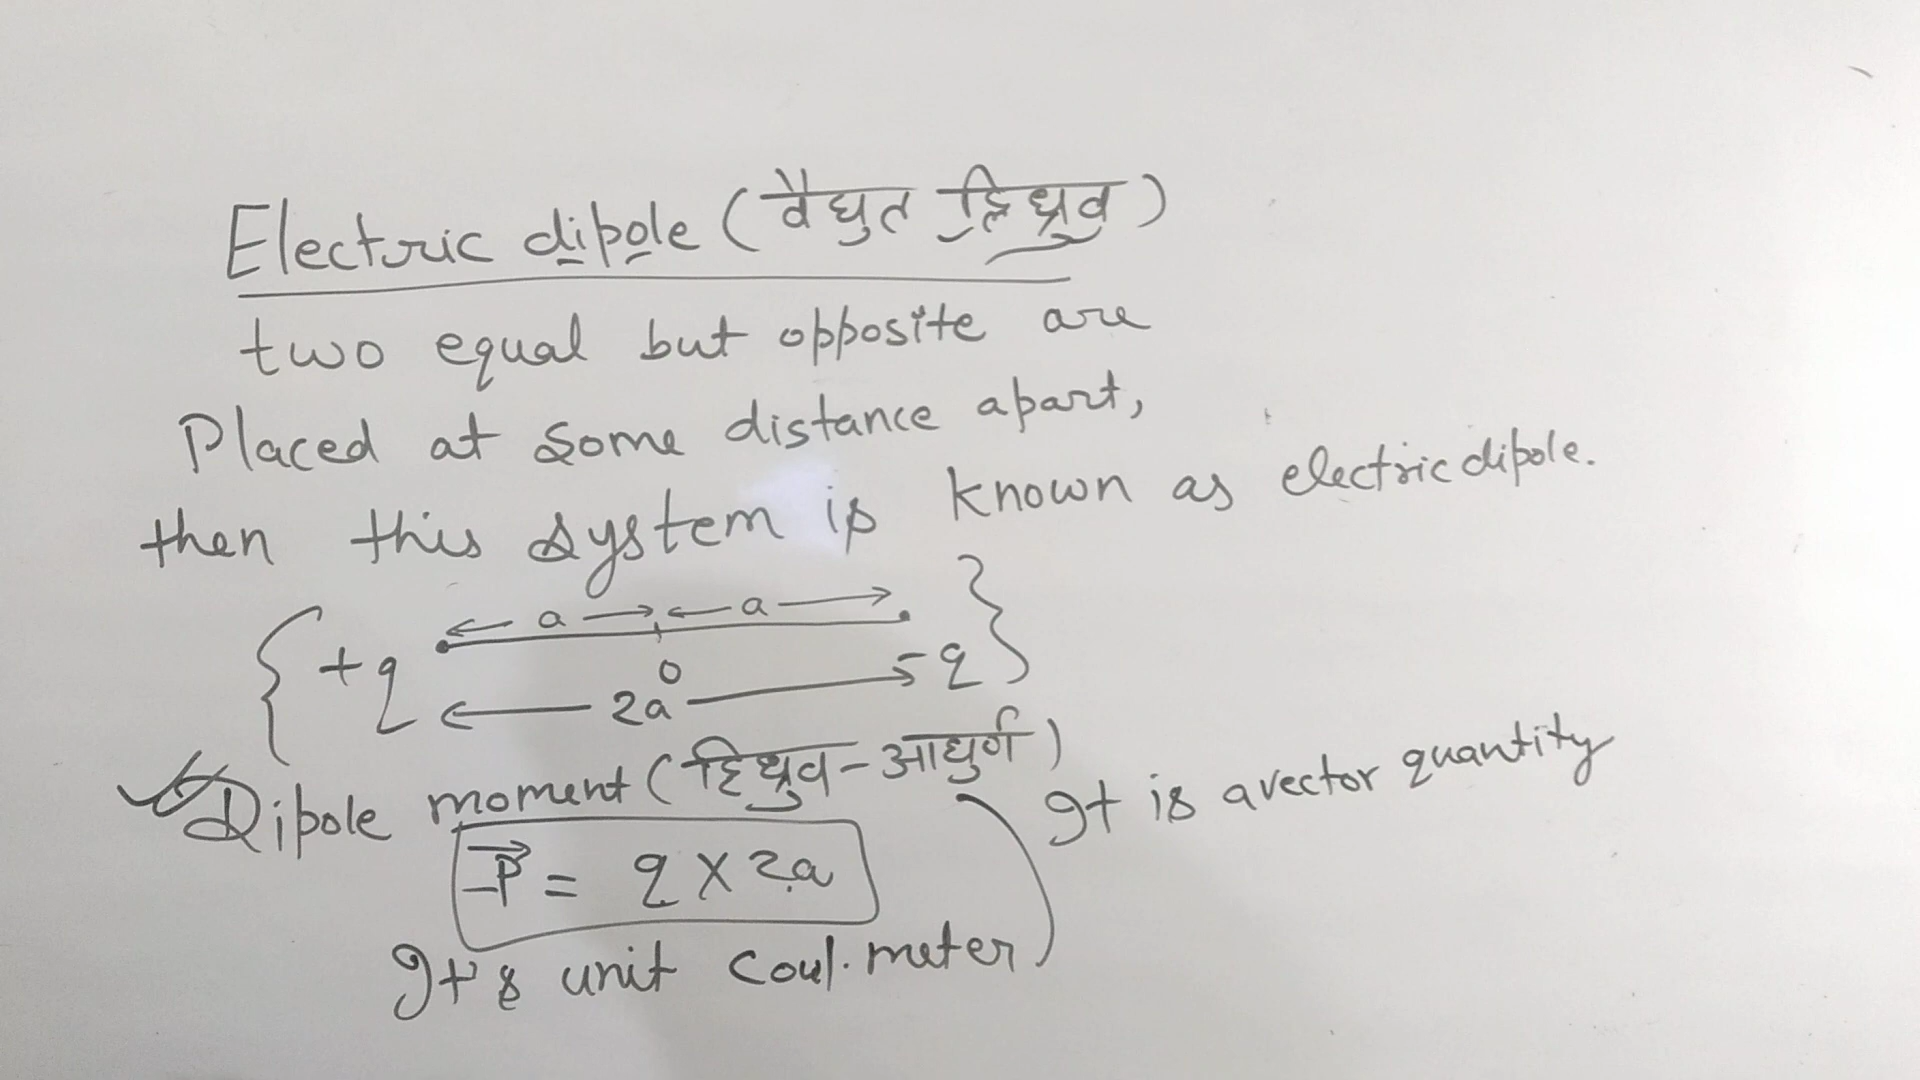 Electric dipole (वैद्युत द्विध्रुव)
two equal but opposite are
Placed at some distance apart,
then this system is known as electric dipole.
a a
+q -q
o
2a
Dipole moment (द्विध्रुव-आघुर्ण)
It is a vector quantity
P = q X 2a
It's unit Coul. meter